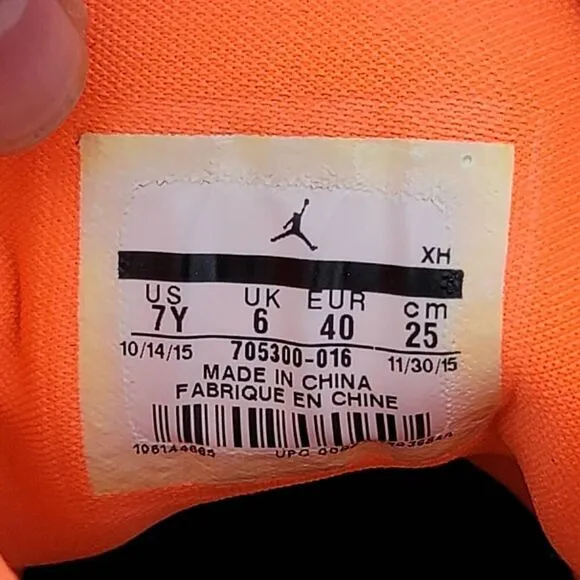 XH
US UK EUR cm
7Y 6 40 25
10/14/15 705300-016 11/30/15
MADE IN CHINA
FABRIQUE EN CHINE
UPC